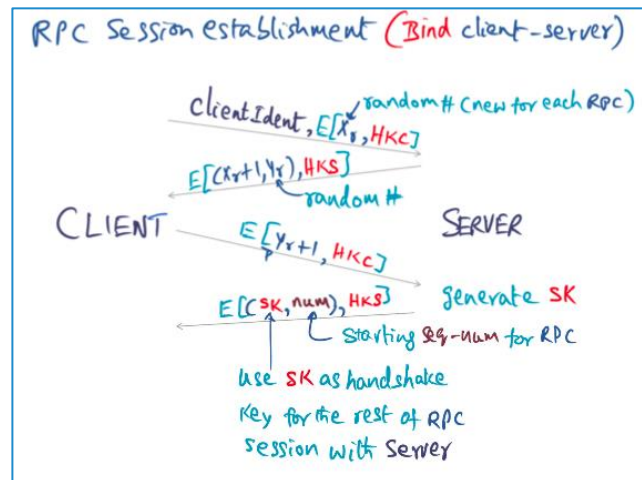 RPC Session establishment (Bind client-server)
clientIdent, E[Xr, HKC]
random # (new for each RPC)
E[(Xr+1, Yr), HKS]
random #
CLIENT
SERVER
E[Yr+1, HKC]
generate SK
E[(SK, num), HKS]
Starting seq-num for RPC
use SK as handshake
key for the rest of RPC
session with Server